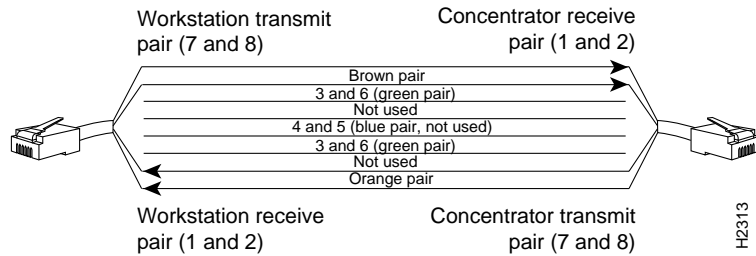 Workstation transmit
pair (7 and 8)
Concentrator receive
pair (1 and 2)
Brown pair
3 and 6 (green pair)
Not used
4 and 5 (blue pair, not used)
3 and 6 (green pair)
Not used
Orange pair
Workstation receive
pair (1 and 2)
Concentrator transmit
pair (7 and 8)
H2313